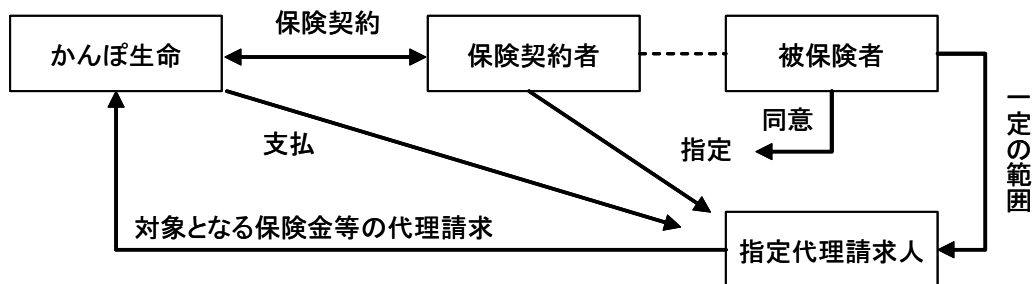 保険契約
かんぽ生命
保険契約者
被保険者
同意
支払
指定
一定の範囲
対象となる保険金等の代理請求
指定代理請求人